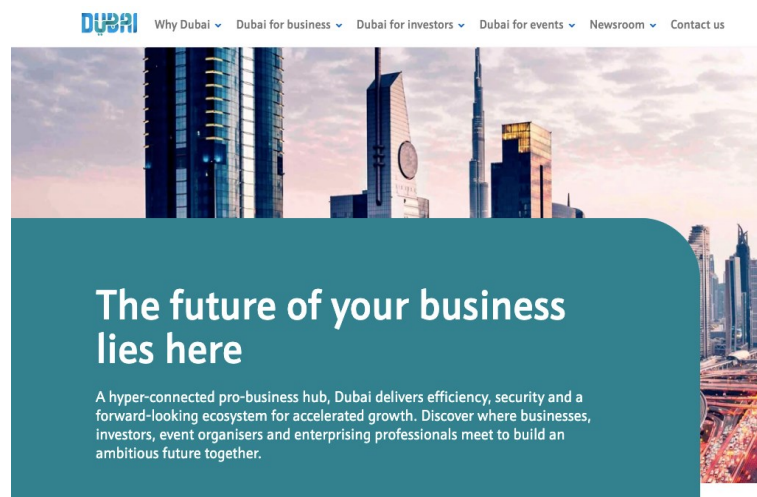 DUBAI
Why Dubai
Dubai for business
Dubai for investors
Dubai for events
Newsroom
Contact us
The future of your business
lies here
A hyper-connected pro-business hub, Dubai delivers efficiency, security and a
forward-looking ecosystem for accelerated growth. Discover where businesses,
investors, event organisers and enterprising professionals meet to build an
ambitious future together.